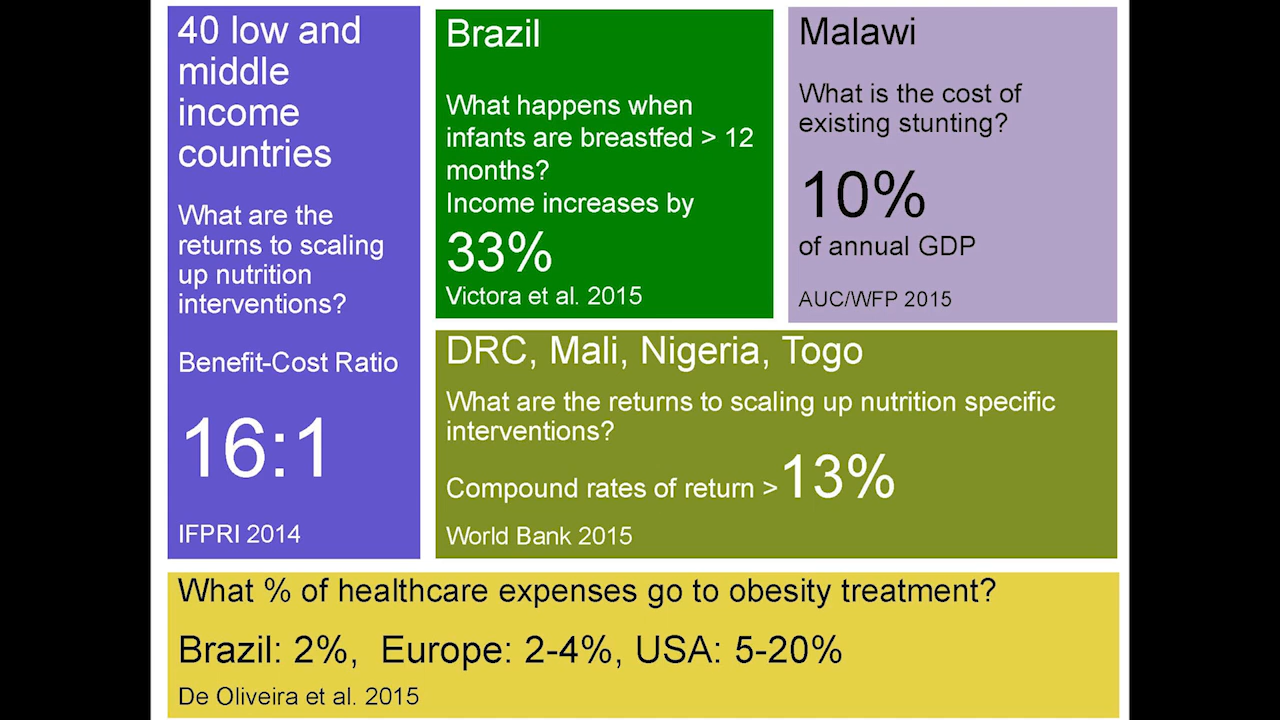 40 low and
middle
income
countries
What are the
returns to scaling
up nutrition
interventions?
Benefit-Cost Ratio
16:1
IFPRI 2014
Brazil
What happens when
infants are breastfed > 12
months?
Income increases by
33%
Victora et al. 2015
Malawi
What is the cost of
existing stunting?
10%
of annual GDP
AUC/WFP 2015
DRC, Mali, Nigeria, Togo
What are the returns to scaling up nutrition specific
interventions?
Compound rates of return >13%
World Bank 2015
What % of healthcare expenses go to obesity treatment?
Brazil: 2%, Europe: 2-4%, USA: 5-20%
De Oliveira et al. 2015